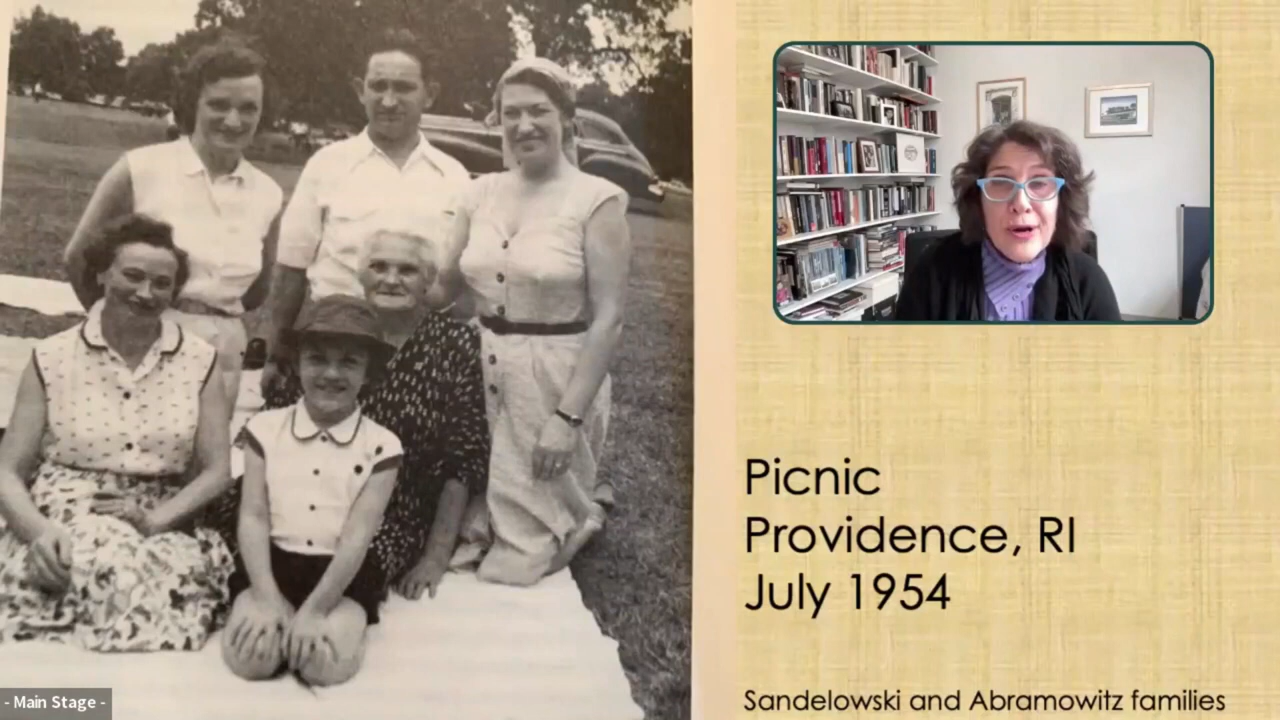 Picnic
Providence, RI
July 1954
Sandelowski and Abramowitz families
- Main Stage -